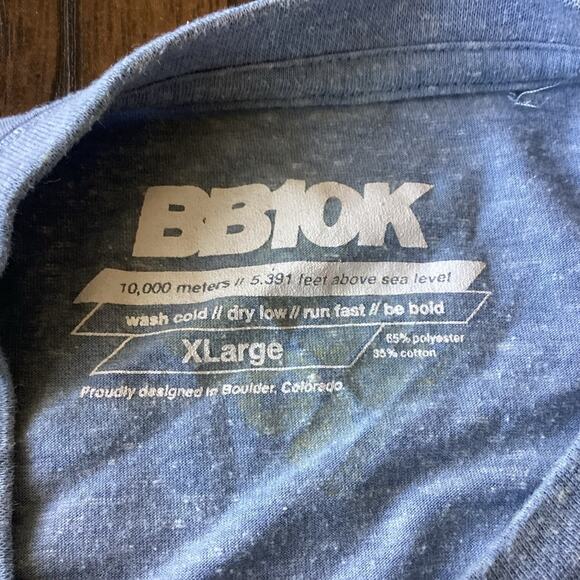 BB10K
10,000 meters // 5.391 feet above sea level
wash cold // dry low // run fast // be bold
XLarge
65% polyester
35% cotton
Proudly designed in Boulder, Colorado.